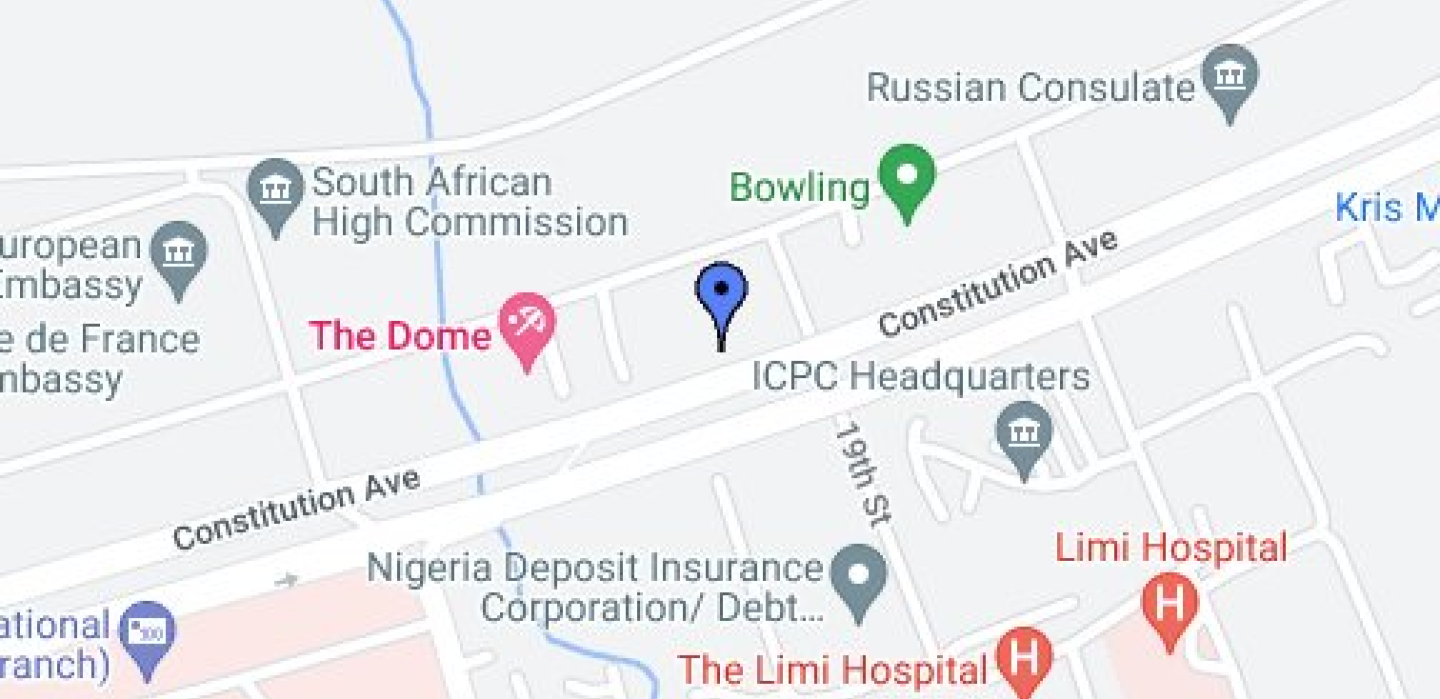 Russian Consulate
South African
High Commission
Bowling
Kris M
uropean
Embassy
Constitution Ave
e de France
mbassy
The Dome
ICPC Headquarters
19th St
Constitution Ave
Limi Hospital
H
Nigeria Deposit Insurance
Corporation/ Debt...
ational
ranch)
The Limi Hospital
H